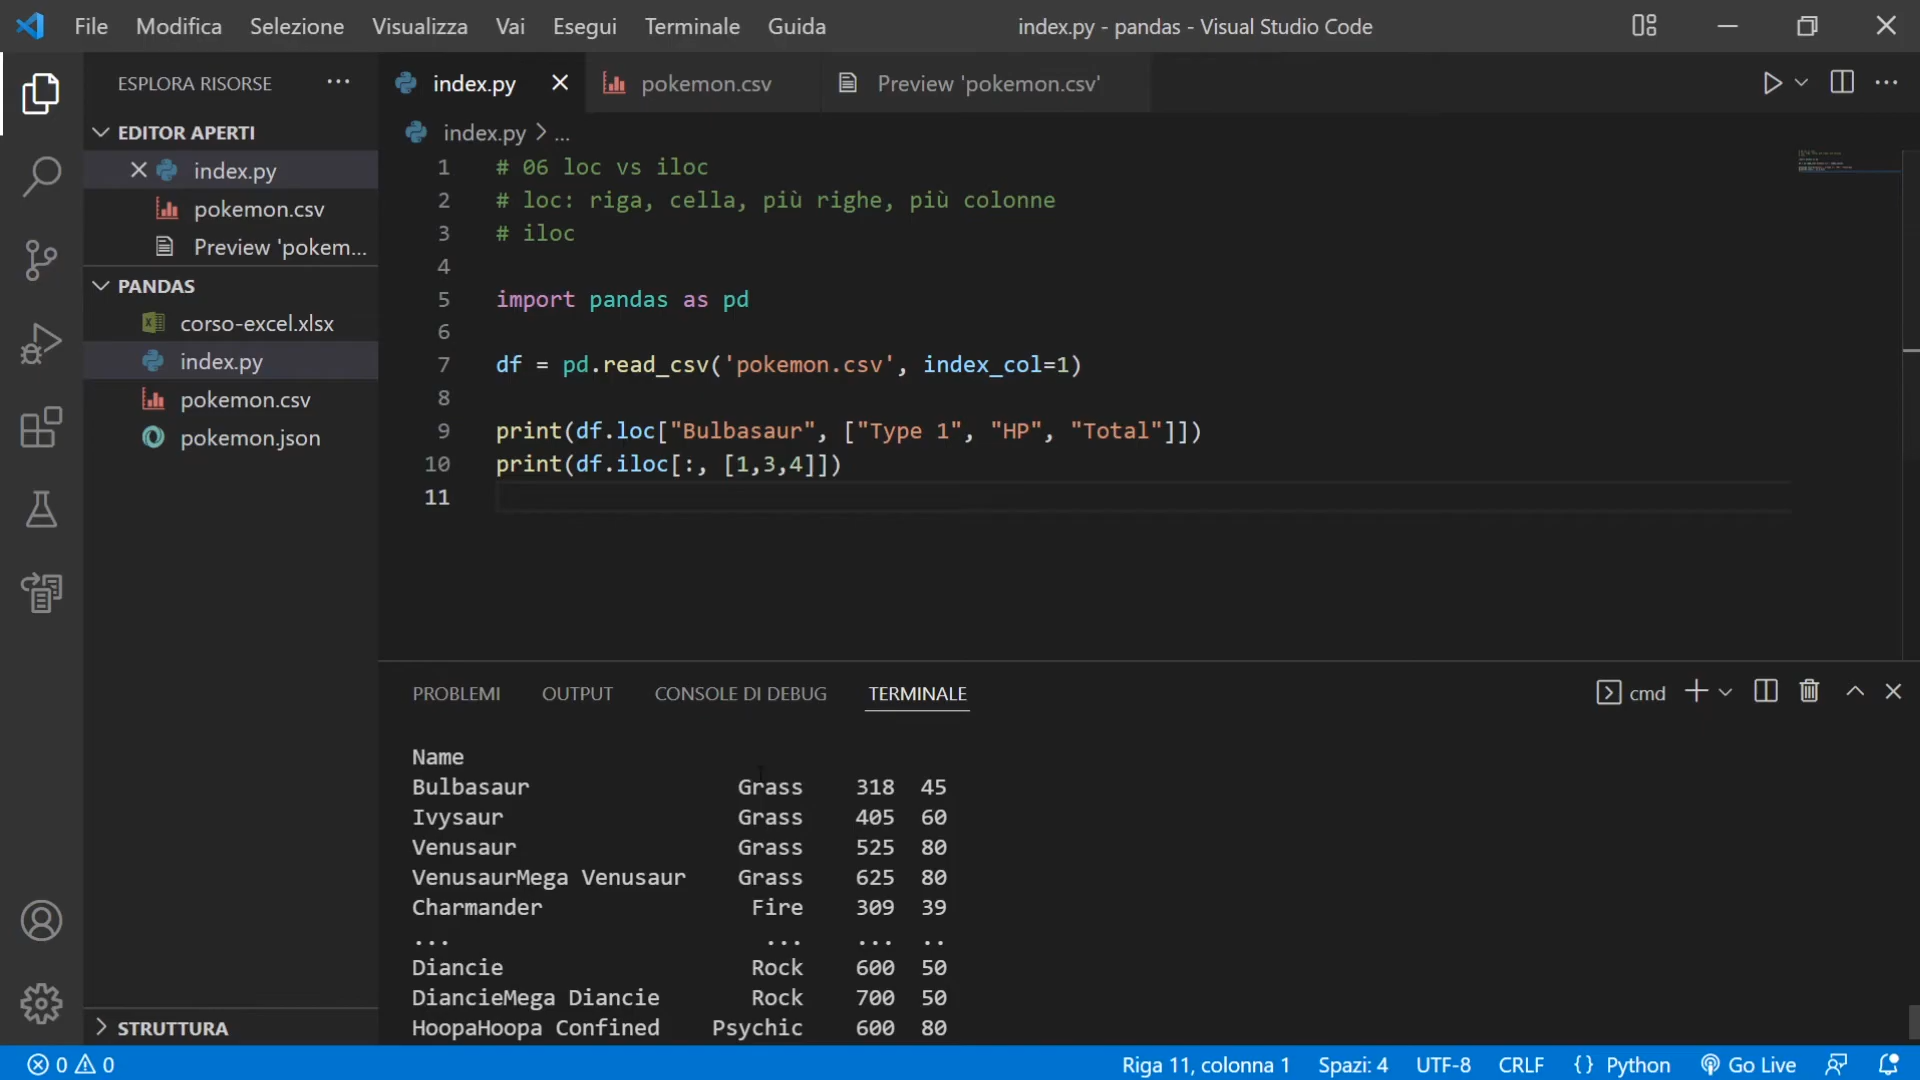 File Modifica Selezione Visualizza Vai Esegui Terminale Guida index.py - pandas - Visual Studio Code
ESPLORA RISORSE
EDITOR APERTI
index.py
pokemon.csv
Preview 'pokem...
PANDAS
corso-excel.xlsx
index.py
pokemon.csv
pokemon.json
STRUTTURA
index.py pokemon.csv Preview 'pokemon.csv'
index.py > ...
1 # 06 loc vs iloc
2 # loc: riga, cella, più righe, più colonne
3 # iloc
4
5 import pandas as pd
6
7 df = pd.read_csv('pokemon.csv', index_col=1)
8
9 print(df.loc["Bulbasaur", ["Type 1", "HP", "Total"]])
10 print(df.iloc[:, [1,3,4]])
11
PROBLEMI OUTPUT CONSOLE DI DEBUG TERMINALE cmd
Name
Bulbasaur Grass 318 45
Ivysaur Grass 405 60
Venusaur Grass 525 80
VenusaurMega Venusaur Grass 625 80
Charmander Fire 309 39
... ... ... ..
Diancie Rock 600 50
DiancieMega Diancie Rock 700 50
HoopaHoopa Confined Psychic 600 80
0 0 Riga 11, colonna 1 Spazi: 4 UTF-8 CRLF {} Python Go Live